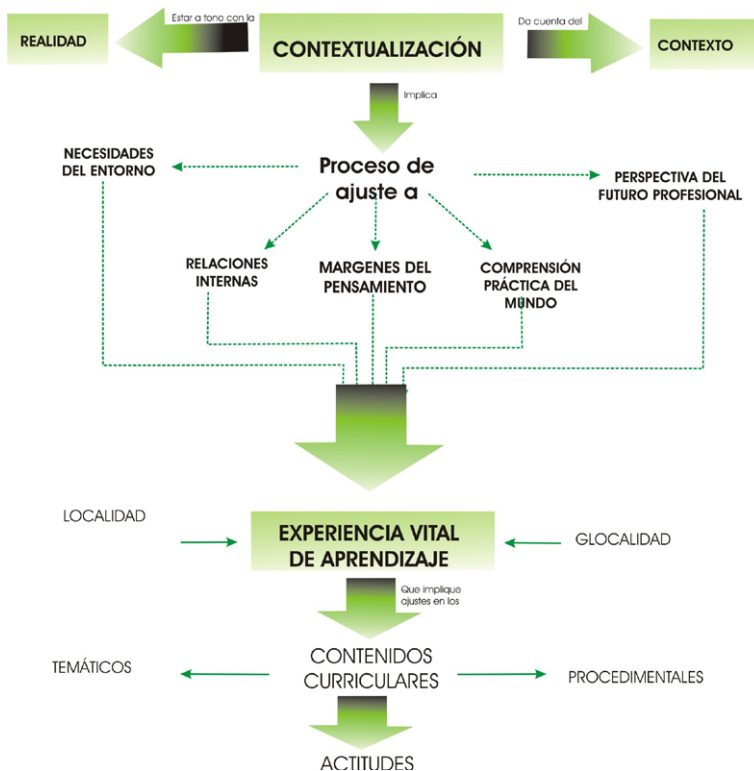 Estar a tono con la
Da cuenta del
REALIDAD
CONTEXTUALIZACIÓN
CONTEXTO
Implica
NECESIDADES
DEL ENTORNO
Proceso de
ajuste a
PERSPECTIVA DEL
FUTURO PROFESIONAL
RELACIONES
INTERNAS
MARGENES DEL
PENSAMIENTO
COMPRENSIÓN
PRÁCTICA DEL
MUNDO
LOCALIDAD
EXPERIENCIA VITAL
DE APRENDIZAJE
GLOCALIDAD
Que implique
ajustes en los
TEMÁTICOS
CONTENIDOS
CURRICULARES
PROCEDIMENTALES
ACTITUDES